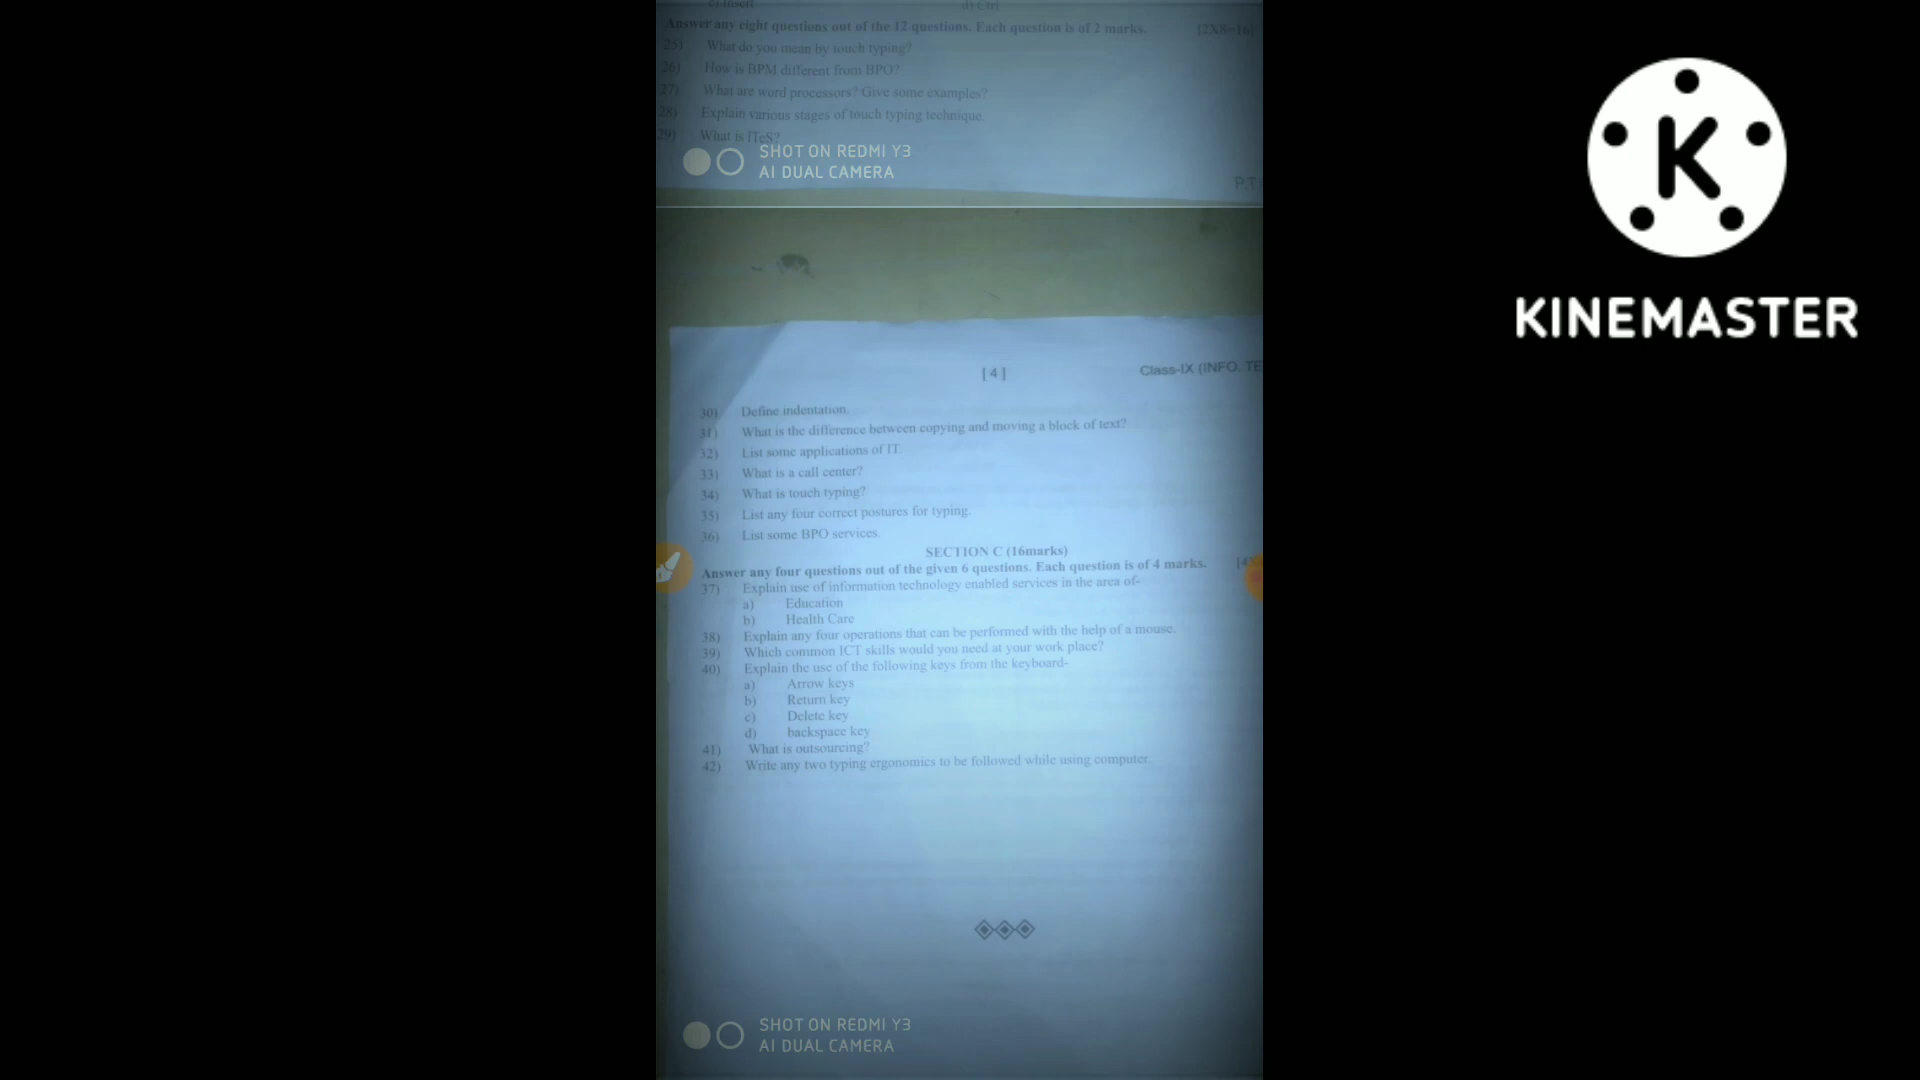 c) Insert d) Ctrl
Answer any eight questions out of the 12 questions. Each question is of 2 marks. [2X8=16]
25) What do you mean by touch typing?
26) How is BPM different from BPO?
27) What are word processors? Give some examples?
28) Explain various stages of touch typing technique.
29) What is ITeS?
SHOT ON REDMI Y3
AI DUAL CAMERA
P.T.
[ 4 ] Class-IX (INFO. TE
30) Define indentation.
31) What is the difference between copying and moving a block of text?
32) List some applications of IT.
33) What is a call center?
34) What is touch typing?
35) List any four correct postures for typing.
36) List some BPO services.
SECTION C (16marks)
Answer any four questions out of the given 6 questions. Each question is of 4 marks. [4X
37) Explain use of information technology enabled services in the area of-
a) Education
b) Health Care
38) Explain any four operations that can be performed with the help of a mouse.
39) Which common ICT skills would you need at your work place?
40) Explain the use of the following keys from the keyboard-
a) Arrow keys
b) Return key
c) Delete key
d) backspace key
41) What is outsourcing?
42) Write any two typing ergonomics to be followed while using computer.
SHOT ON REDMI Y3
AI DUAL CAMERA
K
KINEMASTER